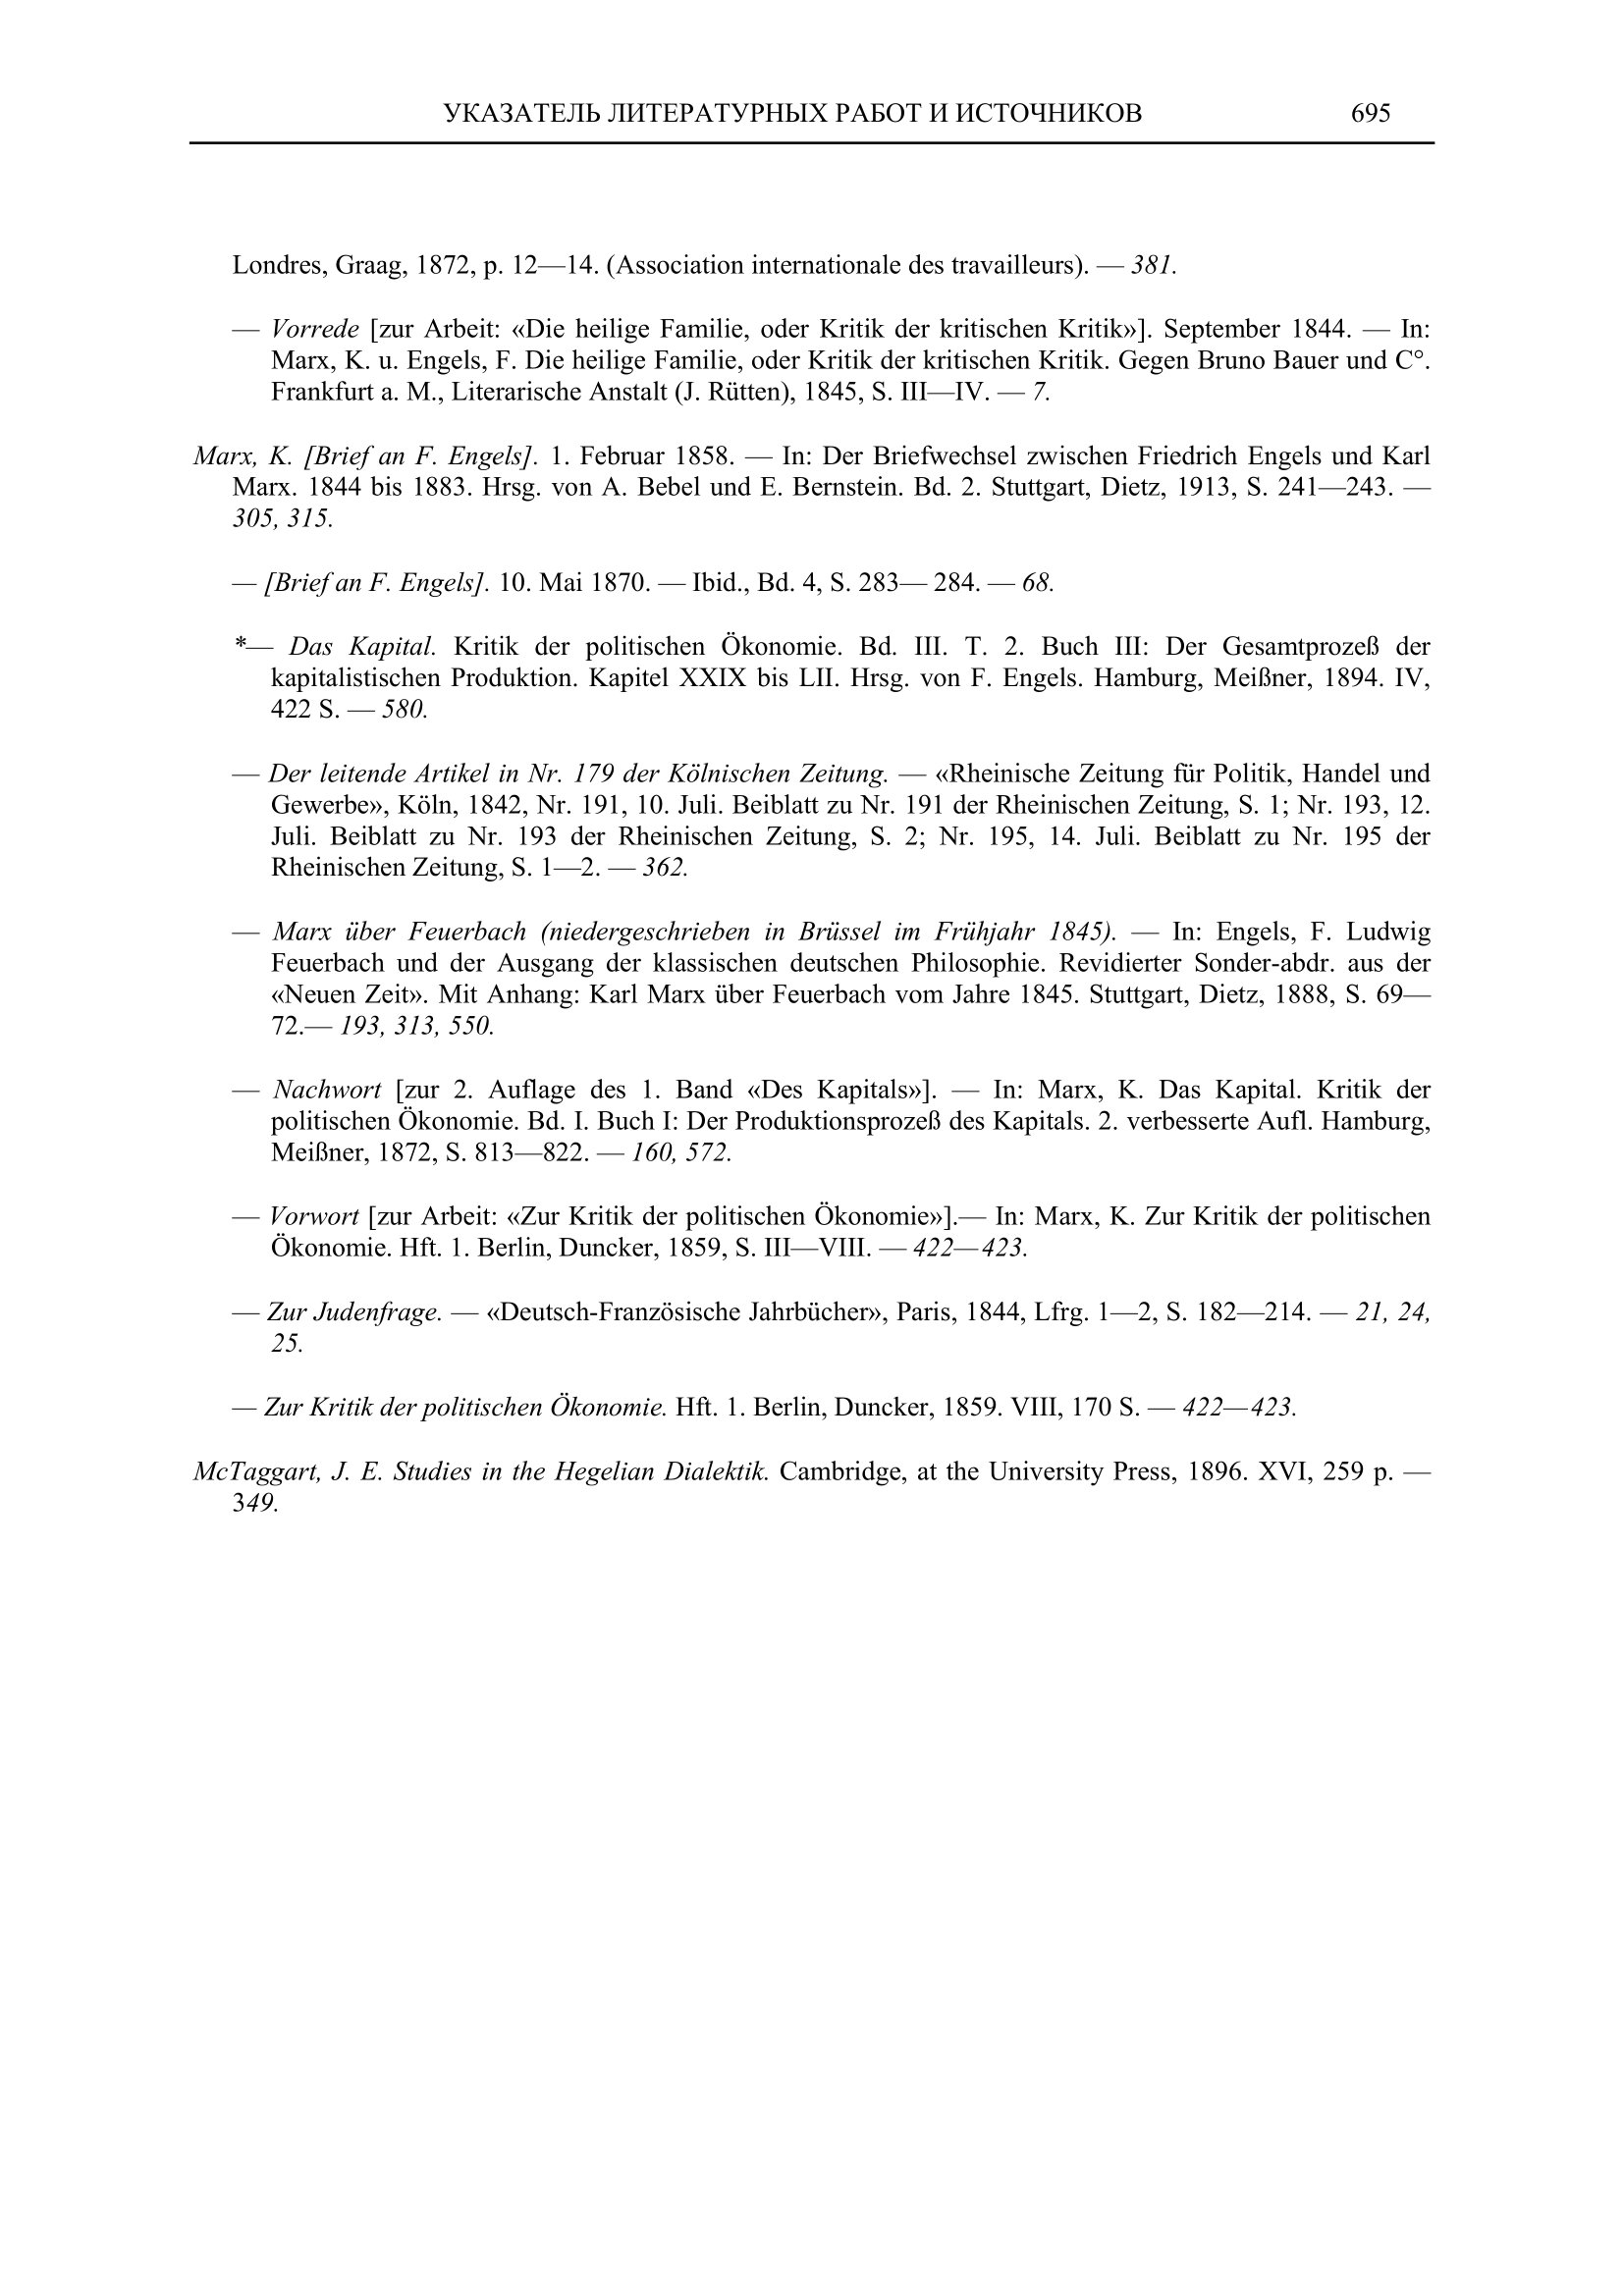 УКАЗАТЕЛЬ ЛИТЕРАТУРНЫХ РАБОТ И ИСТОЧНИКОВ 695
Londres, Graag, 1872, p. 12—14. (Association internationale des travailleurs). — 381.
— Vorrede [zur Arbeit: «Die heilige Familie, oder Kritik der kritischen Kritik»]. September 1844. — In:
Marx, K. u. Engels, F. Die heilige Familie, oder Kritik der kritischen Kritik. Gegen Bruno Bauer und C°.
Frankfurt a. M., Literarische Anstalt (J. Rütten), 1845, S. III—IV. — 7.
Marx, K. [Brief an F. Engels]. 1. Februar 1858. — In: Der Briefwechsel zwischen Friedrich Engels und Karl
Marx. 1844 bis 1883. Hrsg. von A. Bebel und E. Bernstein. Bd. 2. Stuttgart, Dietz, 1913, S. 241—243. —
305, 315.
— [Brief an F. Engels]. 10. Mai 1870. — Ibid., Bd. 4, S. 283— 284. — 68.
*— Das Kapital. Kritik der politischen Ökonomie. Bd. III. T. 2. Buch III: Der Gesamtprozeß der
kapitalistischen Produktion. Kapitel XXIX bis LII. Hrsg. von F. Engels. Hamburg, Meißner, 1894. IV,
422 S. — 580.
— Der leitende Artikel in Nr. 179 der Kölnischen Zeitung. — «Rheinische Zeitung für Politik, Handel und
Gewerbe», Köln, 1842, Nr. 191, 10. Juli. Beiblatt zu Nr. 191 der Rheinischen Zeitung, S. 1; Nr. 193, 12.
Juli. Beiblatt zu Nr. 193 der Rheinischen Zeitung, S. 2; Nr. 195, 14. Juli. Beiblatt zu Nr. 195 der
Rheinischen Zeitung, S. 1—2. — 362.
— Marx über Feuerbach (niedergeschrieben in Brüssel im Frühjahr 1845). — In: Engels, F. Ludwig
Feuerbach und der Ausgang der klassischen deutschen Philosophie. Revidierter Sonder-abdr. aus der
«Neuen Zeit». Mit Anhang: Karl Marx über Feuerbach vom Jahre 1845. Stuttgart, Dietz, 1888, S. 69—
72.— 193, 313, 550.
— Nachwort [zur 2. Auflage des 1. Band «Des Kapitals»]. — In: Marx, K. Das Kapital. Kritik der
politischen Ökonomie. Bd. I. Buch I: Der Produktionsprozeß des Kapitals. 2. verbesserte Aufl. Hamburg,
Meißner, 1872, S. 813—822. — 160, 572.
— Vorwort [zur Arbeit: «Zur Kritik der politischen Ökonomie»].— In: Marx, K. Zur Kritik der politischen
Ökonomie. Hft. 1. Berlin, Duncker, 1859, S. III—VIII. — 422—423.
— Zur Judenfrage. — «Deutsch-Französische Jahrbücher», Paris, 1844, Lfrg. 1—2, S. 182—214. — 21, 24,
25.
— Zur Kritik der politischen Ökonomie. Hft. 1. Berlin, Duncker, 1859. VIII, 170 S. — 422—423.
McTaggart, J. E. Studies in the Hegelian Dialektik. Cambridge, at the University Press, 1896. XVI, 259 p. —
349.